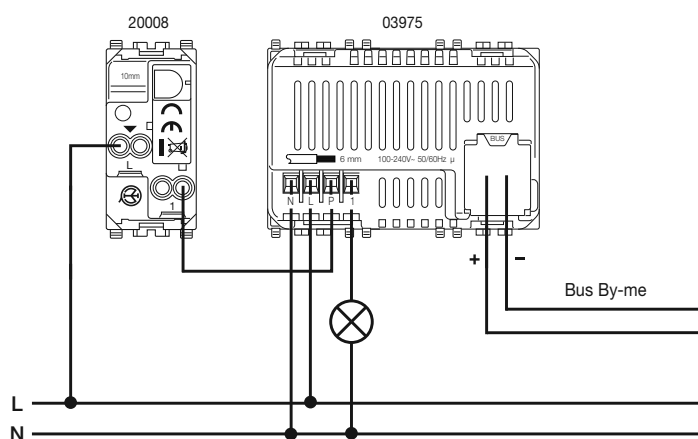 20008
03975
10mm
L
1
6 mm
100-240V~ 50/60Hz µ
BUS
N L P 1
+
−
Bus By-me
L
N